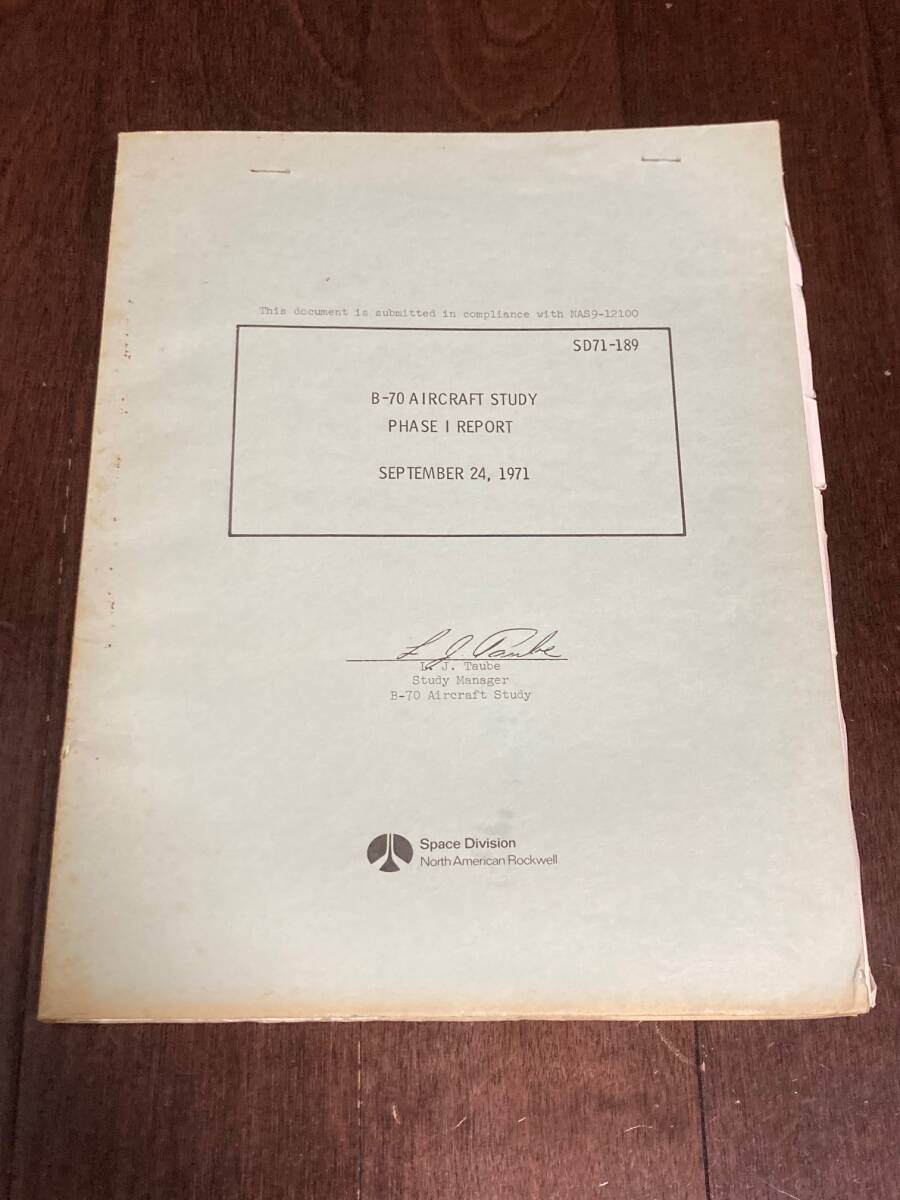 This document is submitted in compliance with NAS9-12100
SD71-189
B-70 AIRCRAFT STUDY
PHASE I REPORT
SEPTEMBER 24, 1971
L J. Taube
L. J. Taube
Study Manager
B-70 Aircraft Study
Space Division
North American Rockwell